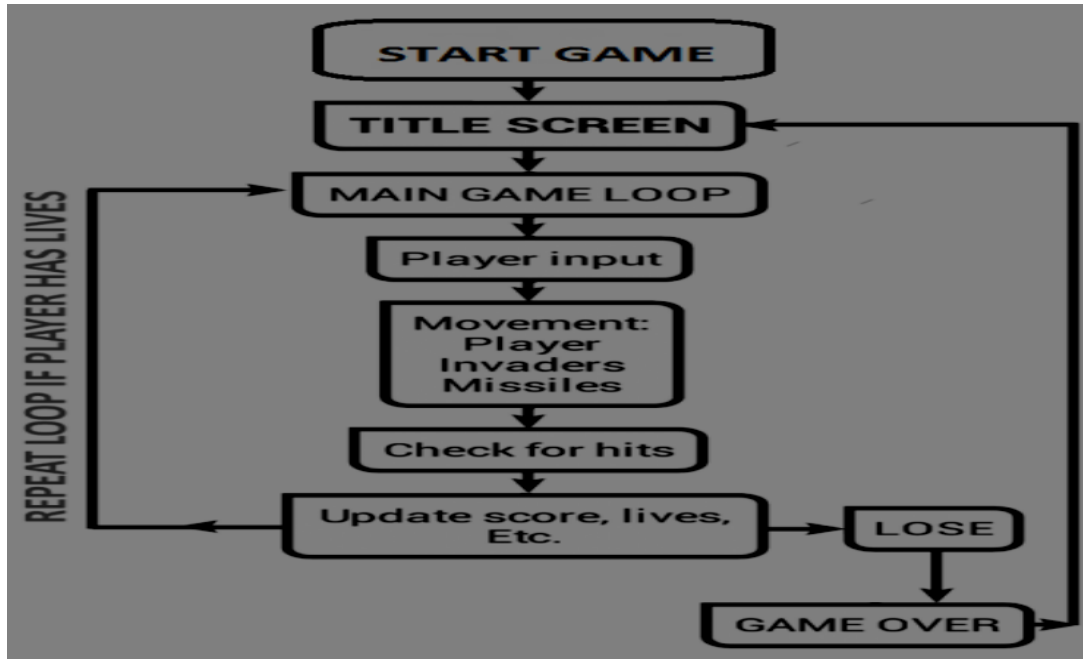 START GAME
TITLE SCREEN
MAIN GAME LOOP
Player input
Movement:
Player
Invaders
Missiles
Check for hits
Update score, lives,
Etc.
LOSE
GAME OVER
REPEAT LOOP IF PLAYER HAS LIVES